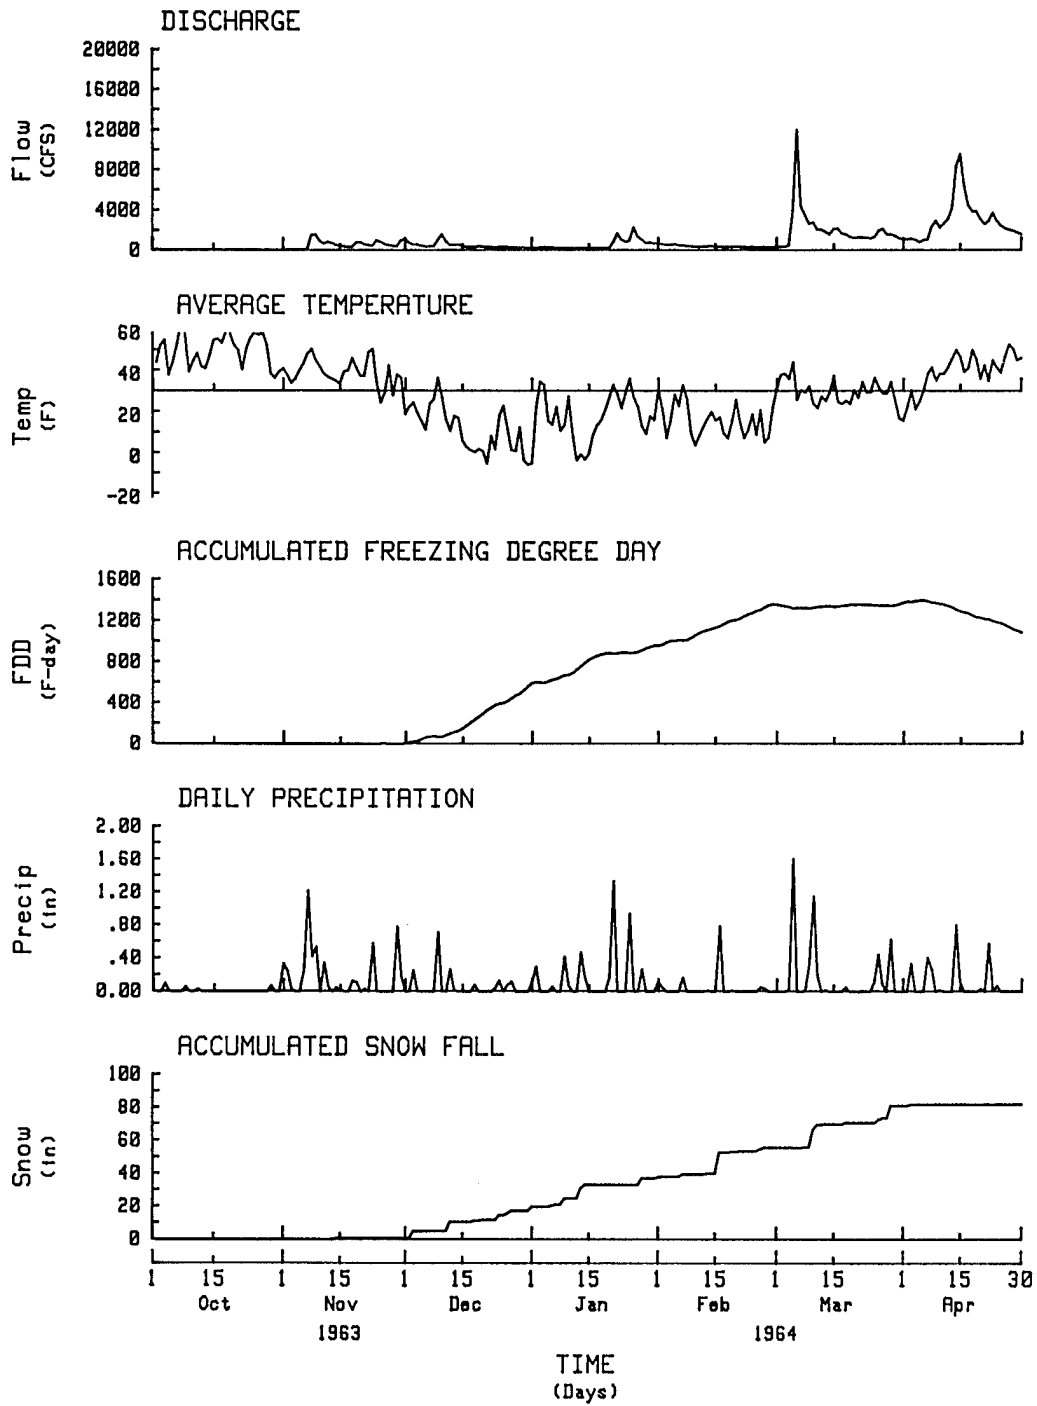 DISCHARGE
20000
16000
12000
8000
4000
0
Flow
(CFS)
AVERAGE TEMPERATURE
60
40
20
0
-20
Temp
(F)
ACCUMULATED FREEZING DEGREE DAY
1600
1200
800
400
0
FDD
(F-day)
DAILY PRECIPITATION
2.00
1.60
1.20
.80
.40
0.00
Precip
(in)
ACCUMULATED SNOW FALL
100
80
60
40
20
0
Snow
(in)
1 15 1 15 1 15 1 15 1 15 1 15 1 15 30
Oct Nov Dec Jan Feb Mar Apr
1963 1964
TIME
(Days)